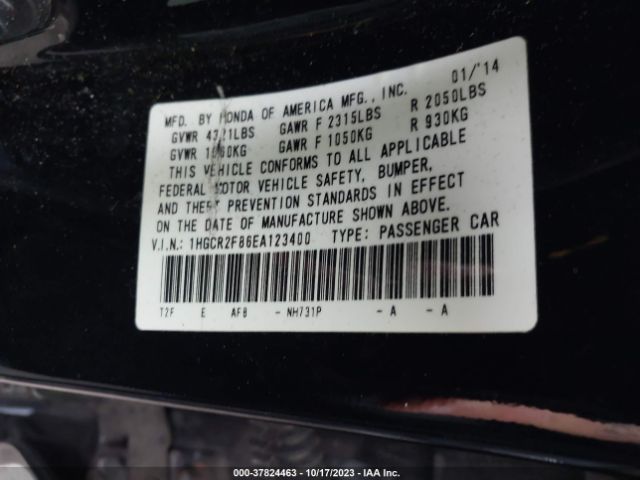 01/'14
MFD. BY HONDA OF AMERICA MFG., INC.
GVWR 4321LBS GAWR F 2315LBS R 2050LBS
GVWR 1960KG GAWR F 1050KG R 930KG
THIS VEHICLE CONFORMS TO ALL APPLICABLE
FEDERAL MOTOR VEHICLE SAFETY, BUMPER,
AND THEFT PREVENTION STANDARDS IN EFFECT
ON THE DATE OF MANUFACTURE SHOWN ABOVE.
V.I.N.: 1HGCR2F86EA123400 TYPE: PASSENGER CAR
T2F E AF8 - NH731P - A - A
000-37824463 - 10/17/2023 - IAA Inc.